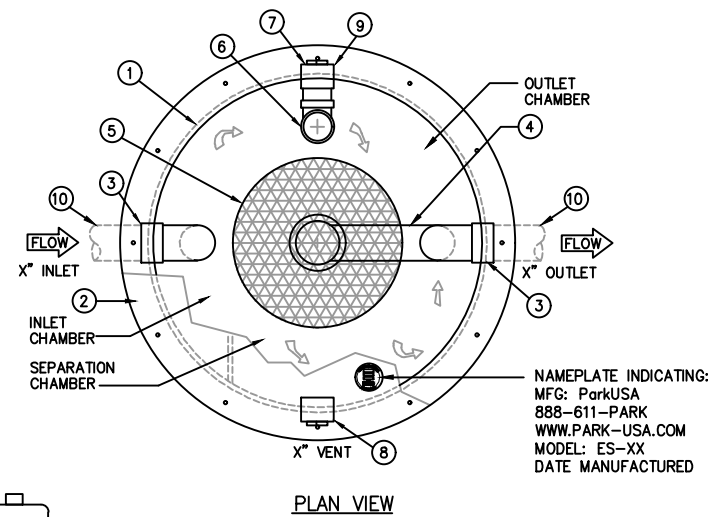 7
9
6
1
OUTLET
CHAMBER
4
5
3
10
10
FLOW
FLOW
X" INLET
X" OUTLET
2
3
INLET
CHAMBER
SEPARATION
CHAMBER
NAMEPLATE INDICATING:
MFG: ParkUSA
888-611-PARK
WWW.PARK-USA.COM
MODEL: ES-XX
DATE MANUFACTURED
X" VENT
8
PLAN VIEW